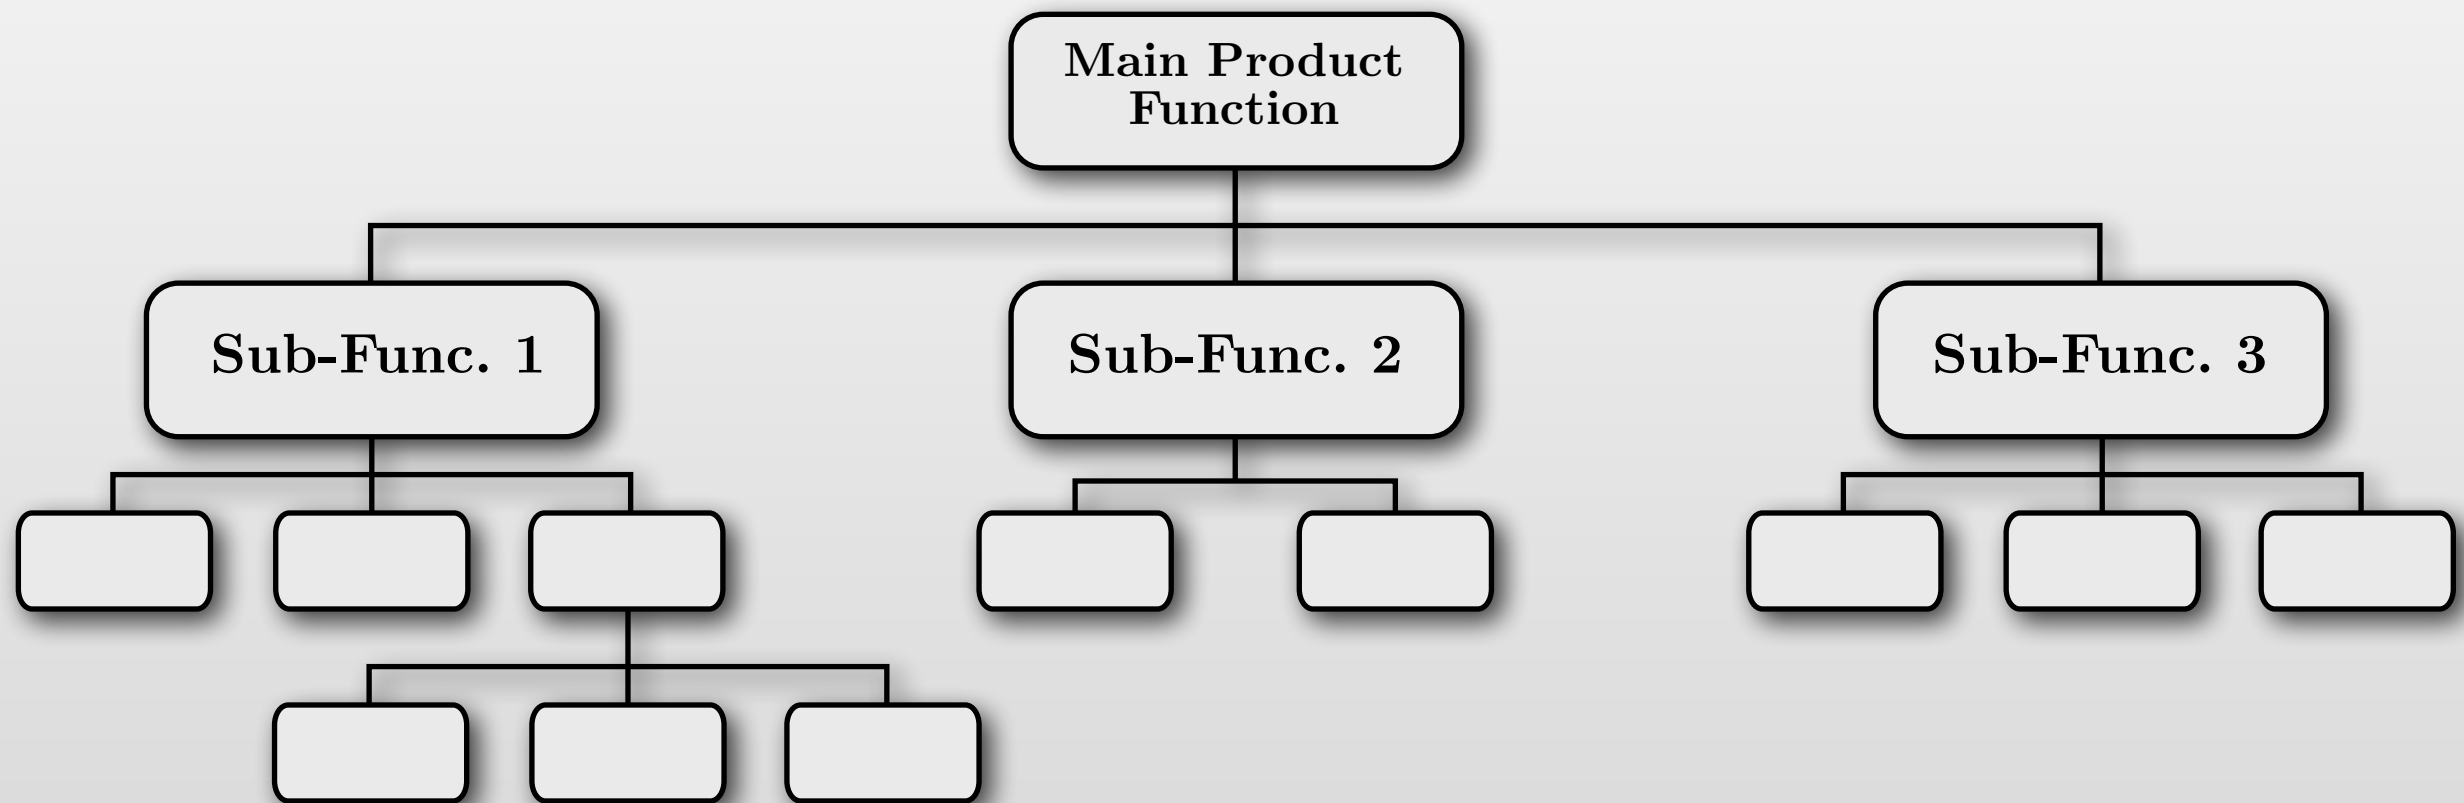 Main Product
Function
Sub-Func. 1
Sub-Func. 2
Sub-Func. 3